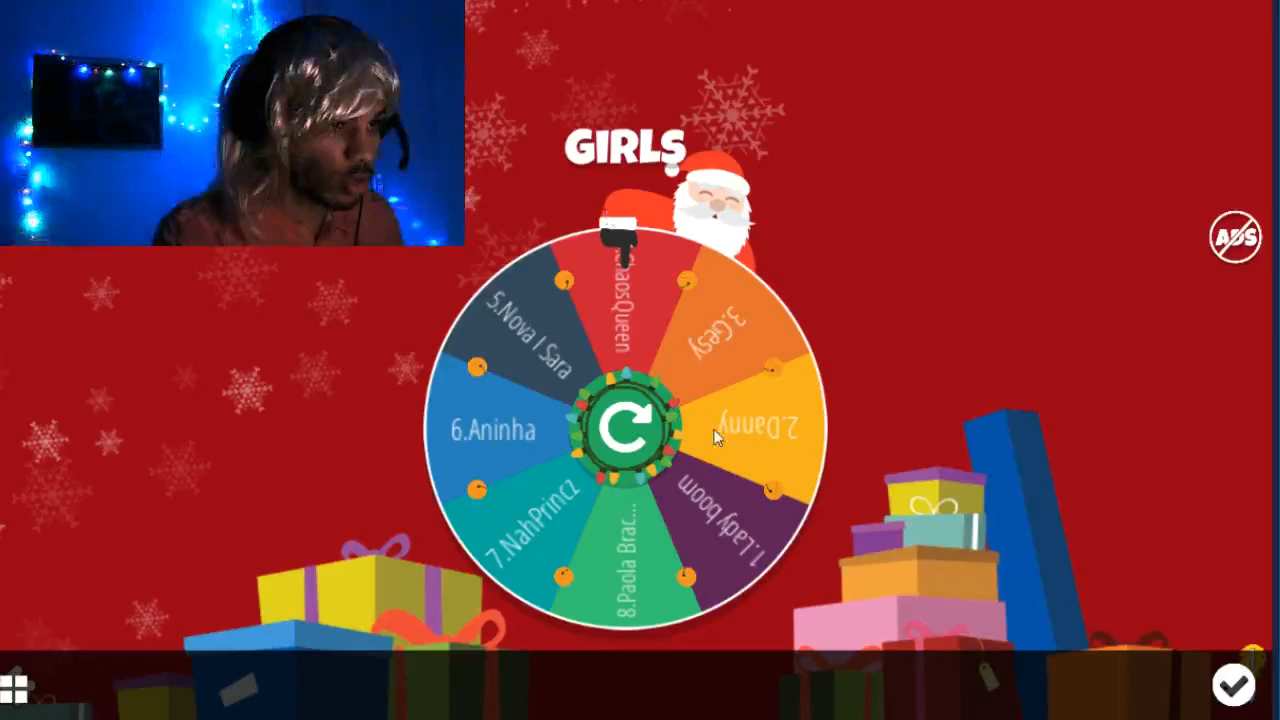 GIRLS
ADS
haosQueen
3.Gesy
2.Danny
1.Lady boom
8.Paola Brac...
7.NahPrincz
6.Aninha
5.Nova I Sara